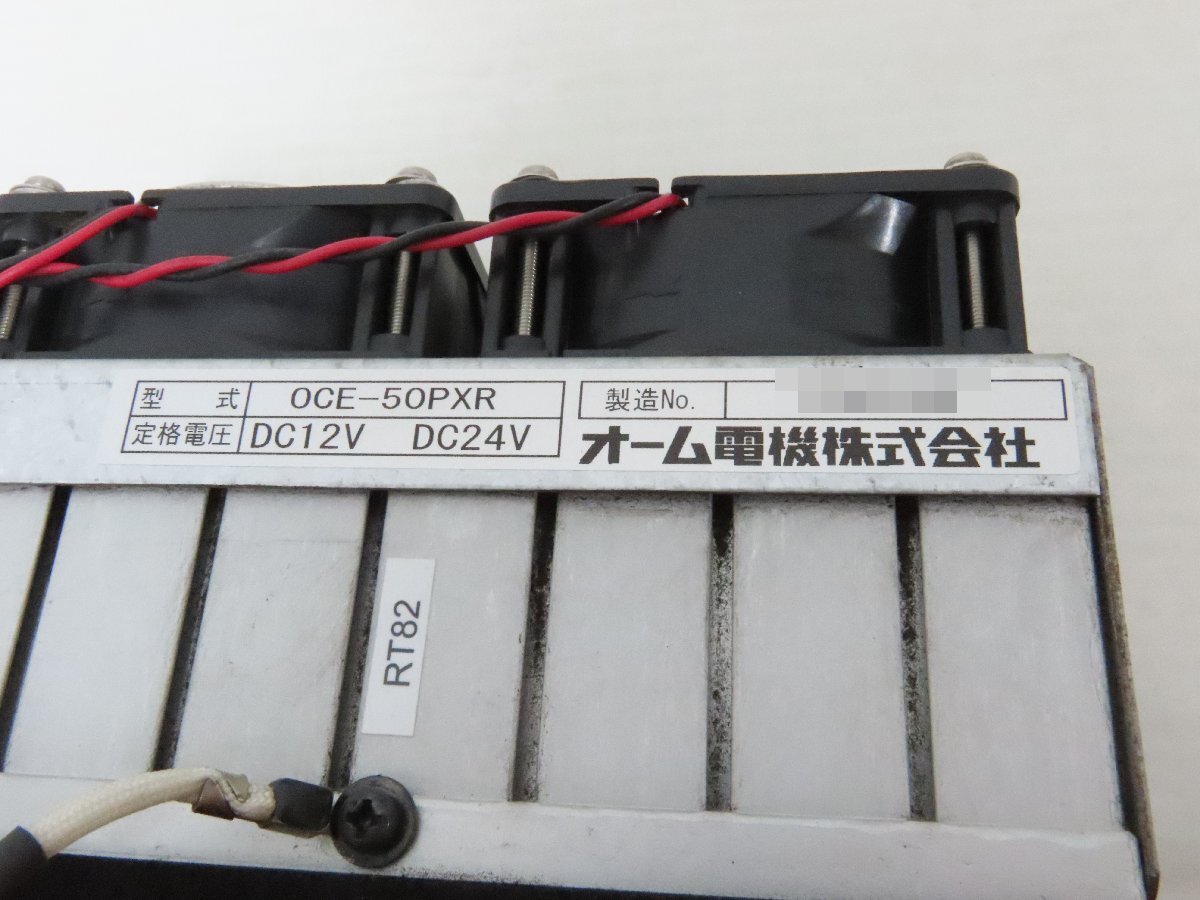 型式 OCE-50PXR
定格電圧 DC12V DC24V
製造No.
オーム電機株式会社
RT82